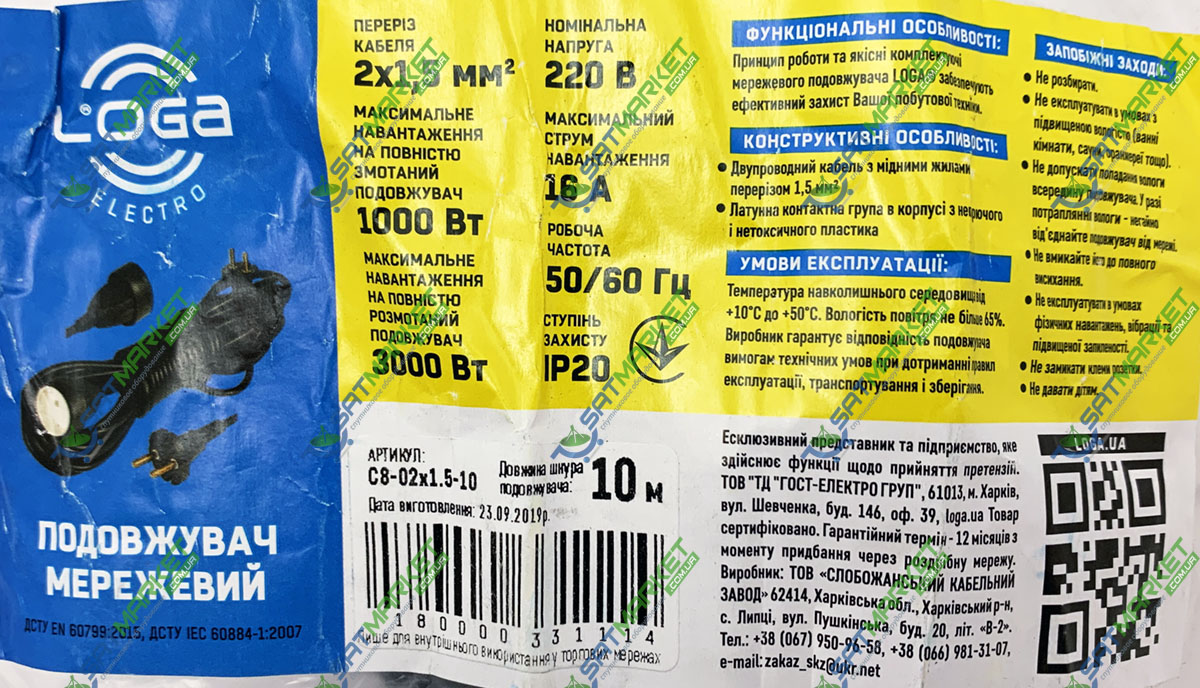 LOGA
ELECTRO
ПОДОВЖУВАЧ
МЕРЕЖЕВИЙ
ДСТУ EN 60799:2015, ДСТУ IEC 60884-1:2007
ПЕРЕРІЗ
КАБЕЛЯ
2x1,5 мм²
МАКСИМАЛЬНЕ
НАВАНТАЖЕННЯ
НА ПОВНІСТЮ
ЗМОТАНИЙ
ПОДОВЖУВАЧ
1000 Вт
МАКСИМАЛЬНЕ
НАВАНТАЖЕННЯ
НА ПОВНІСТЮ
РОЗМОТАНИЙ
ПОДОВЖУВАЧ
3000 Вт
НОМІНАЛЬНА
НАПРУГА
220 В
МАКСИМАЛЬНИЙ
СТРУМ
НАВАНТАЖЕННЯ
16 А
РОБОЧА
ЧАСТОТА
50/60 Гц
СТУПІНЬ
ЗАХИСТУ
IP20
ФУНКЦІОНАЛЬНІ ОСОБЛИВОСТІ:
Принцип роботи та якісні комплектуючі
мережевого подовжувача LOGA® забезпечують
ефективний захист Вашої побутової техніки.
КОНСТРУКТИВНІ ОСОБЛИВОСТІ:
• Двупроводний кабель з мідними жилами
перерізом 1,5 мм²
• Латунна контактна група в корпусі з негорючого
і нетоксичного пластика
УМОВИ ЕКСПЛУАТАЦІЇ:
Температура навколишнього середовища від
+10°C до +50°C. Вологість повітря не більше 65%.
Виробник гарантує відповідність подовжувача
вимогам технічних умов при дотриманні правил
експлуатації, транспортування і зберігання.
ЗАПОБІЖНІ ЗАХОДИ:
• Не розбирати.
• Не експлуатувати в умовах з
підвищеною вологістю (ванні
кімнати, сауни, оранжереї тощо).
• Не допускати попадання вологи
всередину подовжувача. У разі
потраплянні вологи - негайно
від'єднайте подовжувач від мережі.
• Не вмикайте його до повного
висихання.
• Не експлуатувати в умовах
фізичних навантажень, вібрації та
підвищеної запиленості.
• Не замикати клеми розетки.
• Не давати дітям.
АРТИКУЛ:
C8-02x1.5-10
Довжина шнура
подовжувача:
10 м
Дата виготовлення: 23.09.2019р.
180000 331114
лише для внутрішнього використання у торгових мережах
Ексклюзивний представник та підприємство, яке
здійснює функції щодо прийняття претензій.
ТОВ "ТД "ГОСТ-ЕЛЕКТРО ГРУП", 61013, м. Харків,
вул. Шевченка, буд. 146, оф. 39, loga.ua Товар
сертифіковано. Гарантійний термін - 12 місяців з
моменту придбання через роздрібну мережу.
Виробник: ТОВ «СЛОБОЖАНСЬКИЙ КАБЕЛЬНИЙ
ЗАВОД» 62414, Харківська обл., Харківський р-н,
с. Липці, вул. Пушкінська, буд. 20, літ. «В-2».
Тел.: +38 (067) 950-96-58, +38 (066) 981-31-07,
e-mail: zakaz_skz@ukr.net
LOGA.UA
SATMARKET.COM.UA
спутниковое оборудование